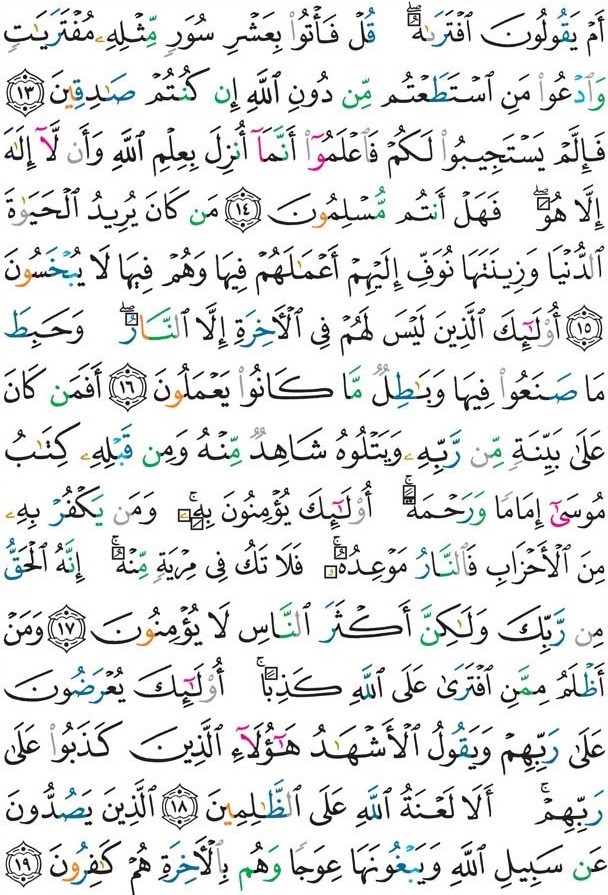 أَمْ يَقُولُونَ ٱفْتَرَىٰهُ ۖ قُلْ فَأْتُوا۟ بِعَشْرِ سُوَرٍ مِّثْلِهِۦ مُفْتَرَيَـٰتٍ
وَٱدْعُوا۟ مَنِ ٱسْتَطَعْتُم مِّن دُونِ ٱللَّهِ إِن كُنتُمْ صَـٰدِقِينَ ١٣
فَإِلَّمْ يَسْتَجِيبُوا۟ لَكُمْ فَٱعْلَمُوٓا۟ أَنَّمَآ أُنزِلَ بِعِلْمِ ٱللَّهِ وَأَن لَّآ إِلَـٰهَ
إِلَّا هُوَ ۖ فَهَلْ أَنتُم مُّسْلِمُونَ ١٤ مَن كَانَ يُرِيدُ ٱلْحَيَوٰةَ
ٱلدُّنْيَا وَزِينَتَهَا نُوَفِّ إِلَيْهِمْ أَعْمَـٰلَهُمْ فِيهَا وَهُمْ فِيهَا لَا يُبْخَسُونَ
١٥ أُو۟لَـٰٓئِكَ ٱلَّذِينَ لَيْسَ لَهُمْ فِى ٱلْـَٔاخِرَةِ إِلَّا ٱلنَّارُ ۖ وَحَبِطَ
مَا صَنَعُوا۟ فِيهَا وَبَـٰطِلٌ مَّا كَانُوا۟ يَعْمَلُونَ ١٦ أَفَمَن كَانَ
عَلَىٰ بَيِّنَةٍ مِّن رَّبِّهِۦ وَيَتْلُوهُ شَاهِدٌ مِّنْهُ وَمِن قَبْلِهِۦ كِتَـٰبُ
مُوسَىٰٓ إِمَامًا وَرَحْمَةً ۚ أُو۟لَـٰٓئِكَ يُؤْمِنُونَ بِهِۦ ۚ وَمَن يَكْفُرْ بِهِۦ
مِنَ ٱلْأَحْزَابِ فَٱلنَّارُ مَوْعِدُهُۥ ۚ فَلَا تَكُ فِى مِرْيَةٍ مِّنْهُ ۚ إِنَّهُ ٱلْحَقُّ
مِن رَّبِّكَ وَلَـٰكِنَّ أَكْثَرَ ٱلنَّاسِ لَا يُؤْمِنُونَ ١٧ وَمَنْ
أَظْلَمُ مِمَّنِ ٱفْتَرَىٰ عَلَى ٱللَّهِ كَذِبًا ۚ أُو۟لَـٰٓئِكَ يُعْرَضُونَ
عَلَىٰ رَبِّهِمْ وَيَقُولُ ٱلْأَشْهَـٰدُ هَـٰٓؤُلَآءِ ٱلَّذِينَ كَذَبُوا۟ عَلَىٰ
رَبِّهِمْ ۚ أَلَا لَعْنَةُ ٱللَّهِ عَلَى ٱلظَّـٰلِمِينَ ١٨ ٱلَّذِينَ يَصُدُّونَ
عَن سَبِيلِ ٱللَّهِ وَيَبْغُونَهَا عِوَجًا وَهُم بِٱلْـَٔاخِرَةِ هُمْ كَـٰفِرُونَ ١٩